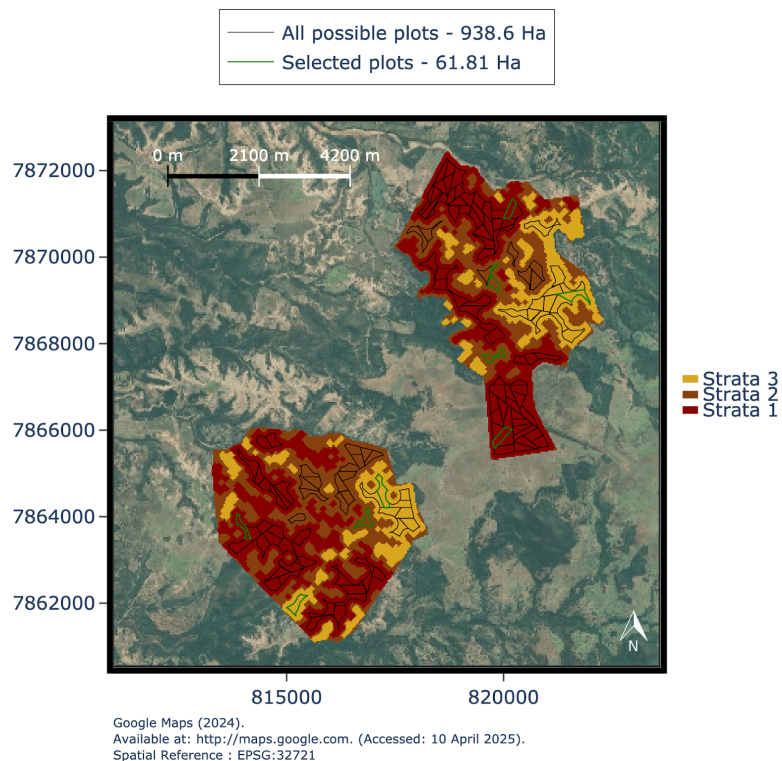 All possible plots - 938.6 Ha
Selected plots - 61.81 Ha
0 m 2100 m 4200 m
7872000
7870000
7868000
7866000
7864000
7862000
Strata 3
Strata 2
Strata 1
N
815000 820000
Google Maps (2024).
Available at: http://maps.google.com. (Accessed: 10 April 2025).
Spatial Reference : EPSG:32721